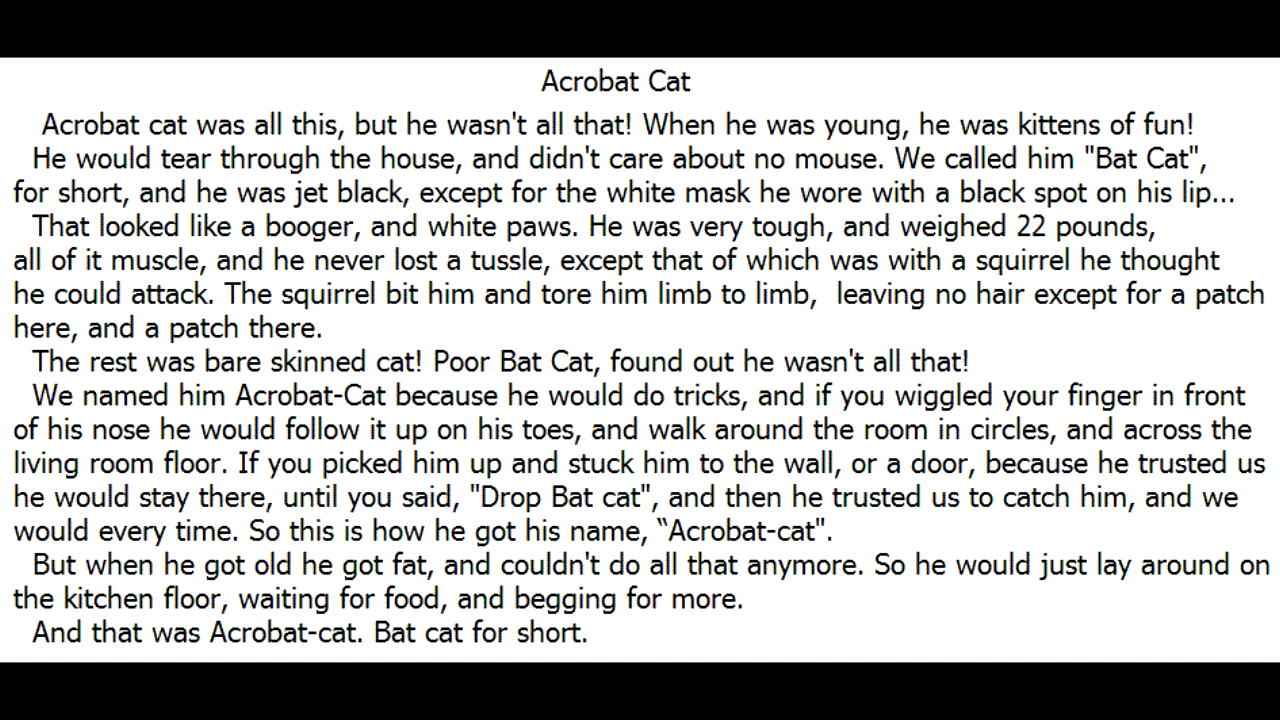 Acrobat Cat
Acrobat cat was all this, but he wasn't all that! When he was young, he was kittens of fun!
He would tear through the house, and didn't care about no mouse. We called him "Bat Cat",
for short, and he was jet black, except for the white mask he wore with a black spot on his lip...
That looked like a booger, and white paws. He was very tough, and weighed 22 pounds,
all of it muscle, and he never lost a tussle, except that of which was with a squirrel he thought
he could attack. The squirrel bit him and tore him limb to limb,  leaving no hair except for a patch
here, and a patch there.
The rest was bare skinned cat! Poor Bat Cat, found out he wasn't all that!
We named him Acrobat-Cat because he would do tricks, and if you wiggled your finger in front
of his nose he would follow it up on his toes, and walk around the room in circles, and across the
living room floor. If you picked him up and stuck him to the wall, or a door, because he trusted us
he would stay there, until you said, "Drop Bat cat", and then he trusted us to catch him, and we
would every time. So this is how he got his name, “Acrobat-cat".
But when he got old he got fat, and couldn't do all that anymore. So he would just lay around on
the kitchen floor, waiting for food, and begging for more.
And that was Acrobat-cat. Bat cat for short.